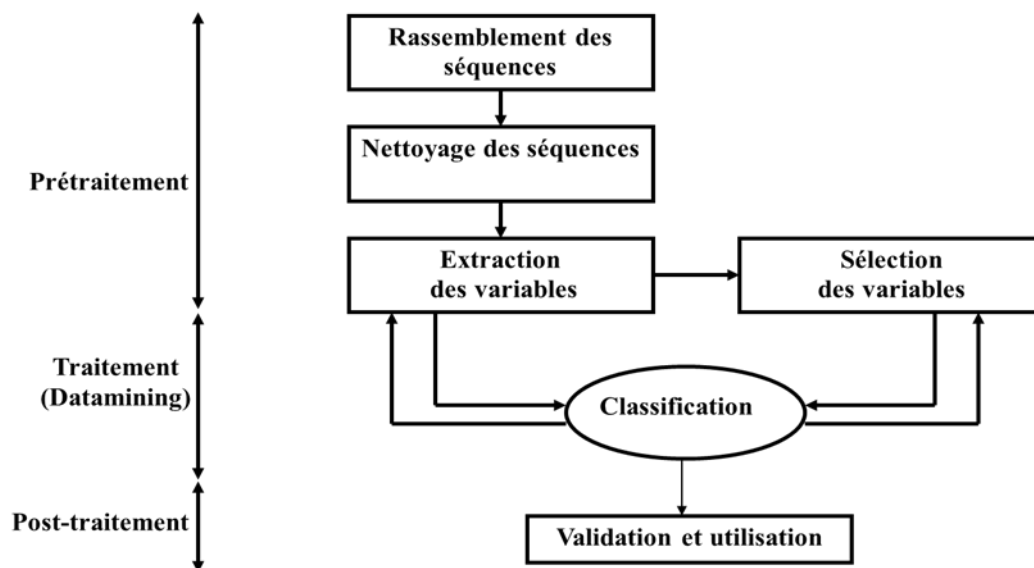 Rassemblement des
séquences
Nettoyage des séquences
Prétraitement
Extraction
des variables
Sélection
des variables
Traitement
(Datamining)
Classification
Post-traitement
Validation et utilisation